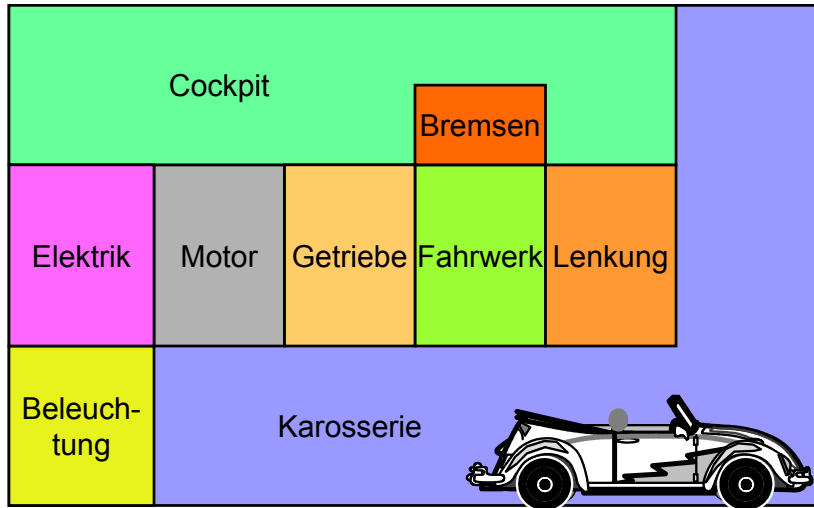 Cockpit
Bremsen
Elektrik
Motor
Getriebe
Fahrwerk
Lenkung
Beleuch-
tung
Karosserie